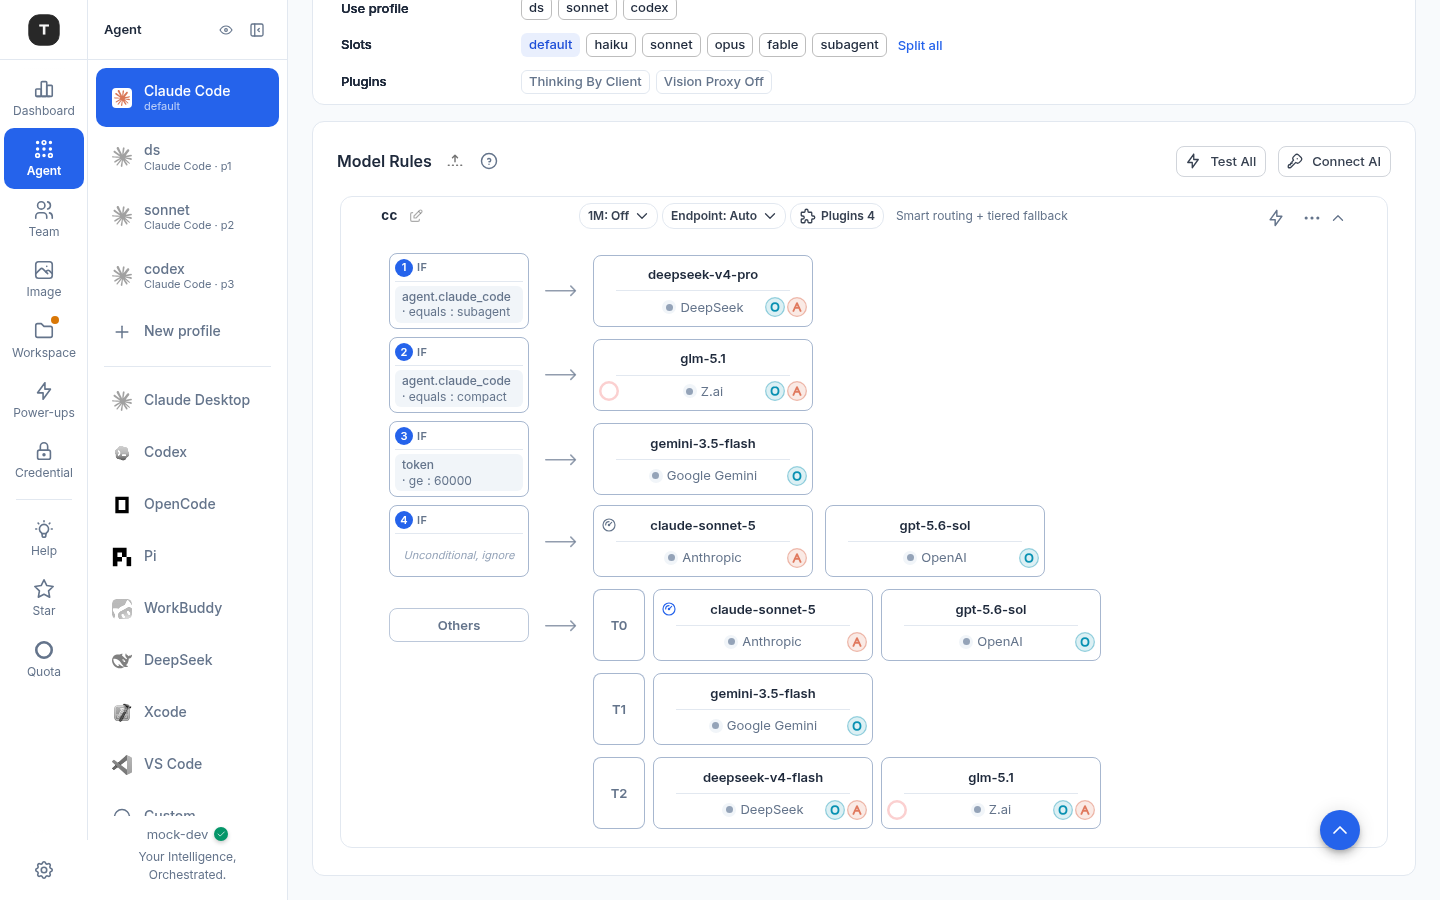 T
Dashboard
Agent
Team
Image
Workspace
Power-ups
Credential
Help
Star
Quota
Agent
Claude Code
default
ds
Claude Code · p1
sonnet
Claude Code · p2
codex
Claude Code · p3
New profile
Claude Desktop
Codex
OpenCode
Pi
WorkBuddy
DeepSeek
Xcode
VS Code
Custom
mock-dev
Your Intelligence,
Orchestrated.
Use profile ds sonnet codex
Slots default haiku sonnet opus fable subagent Split all
Plugins Thinking By Client Vision Proxy Off
Model Rules Test All Connect AI
cc 1M: Off Endpoint: Auto Plugins 4 Smart routing + tiered fallback
1 IF
agent.claude_code
· equals : subagent
deepseek-v4-pro
DeepSeek O A
2 IF
agent.claude_code
· equals : compact
glm-5.1
Z.ai O A
3 IF
token
· ge : 60000
gemini-3.5-flash
Google Gemini O
4 IF
Unconditional, ignore
claude-sonnet-5
Anthropic A
gpt-5.6-sol
OpenAI O
Others
T0
claude-sonnet-5
Anthropic A
gpt-5.6-sol
OpenAI O
T1
gemini-3.5-flash
Google Gemini O
T2
deepseek-v4-flash
DeepSeek O A
glm-5.1
Z.ai O A